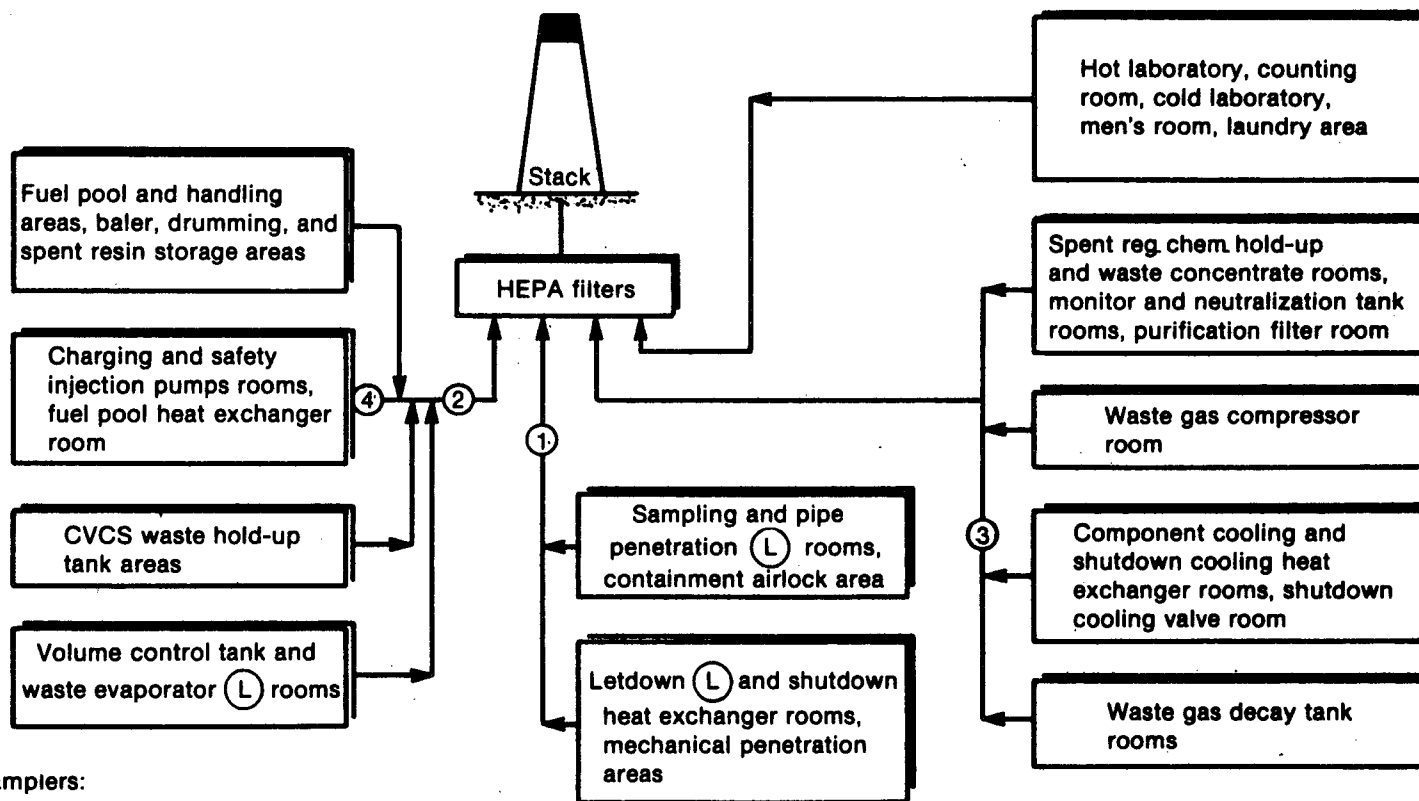 Stack
HEPA filters
Fuel pool and handling
areas, baler, drumming, and
spent resin storage areas
Charging and safety
injection pumps rooms,
fuel pool heat exchanger
room
CVCS waste hold-up
tank areas
Volume control tank and
waste evaporator L rooms
4
2
1
Sampling and pipe
penetration L rooms,
containment airlock area
Letdown L and shutdown
heat exchanger rooms,
mechanical penetration
areas
Hot laboratory, counting
room, cold laboratory,
men's room, laundry area
Spent reg. chem. hold-up
and waste concentrate rooms,
monitor and neutralization tank
rooms, purification filter room
Waste gas compressor
room
3
Component cooling and
shutdown cooling heat
exchanger rooms, shutdown
cooling valve room
Waste gas decay tank
rooms
amplers: